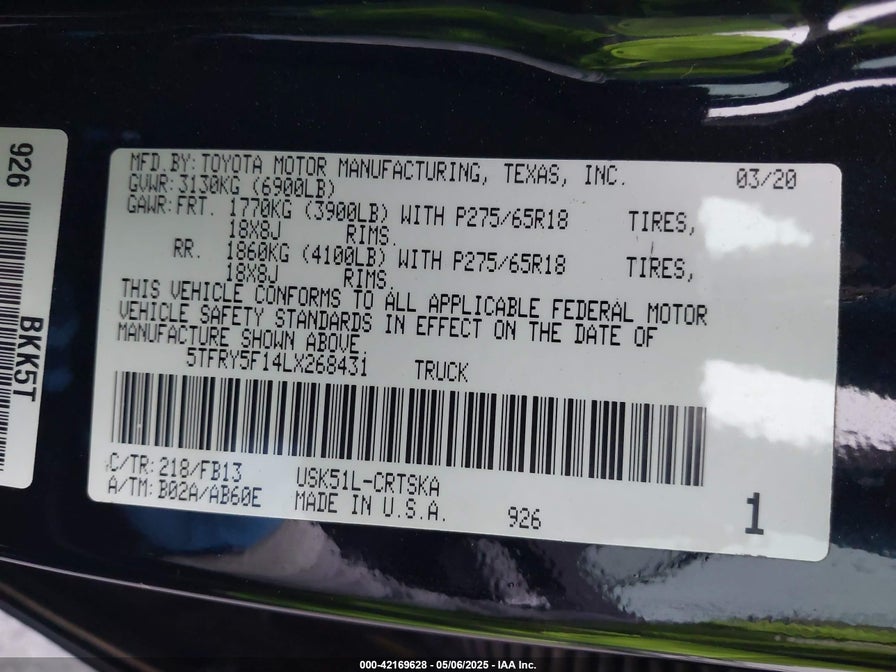 926
BKK5T
MFD.BY:TOYOTA MOTOR MANUFACTURING, TEXAS, INC. 03/20
GVWR:3130KG (6900LB)
GAWR:FRT. 1770KG (3900LB) WITH P275/65R18 TIRES,
18X8J RIMS.
RR. 1860KG (4100LB) WITH P275/65R18 TIRES,
18X8J RIMS.
THIS VEHICLE CONFORMS TO ALL APPLICABLE FEDERAL MOTOR
VEHICLE SAFETY STANDARDS IN EFFECT ON THE DATE OF
MANUFACTURE SHOWN ABOVE
5TFRY5F14LX268431 TRUCK
C/TR:218/FB13 USK51L-CRTSKA
A/TM:B02A/AB60E MADE IN U.S.A. 926 1
000-42169628 - 05/06/2025 - IAA Inc.